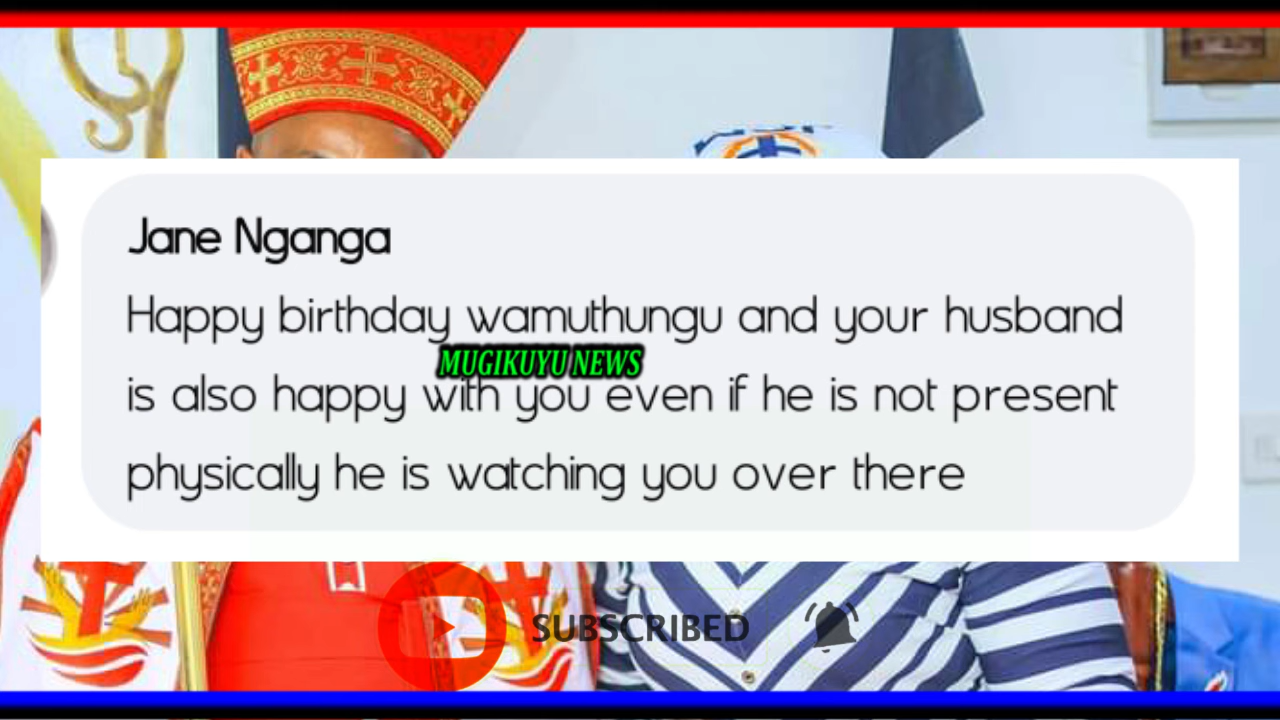 Jane Nganga
Happy birthday wamuthungu and your husband
MUGIKUYU NEWS
is also happy with you even if he is not present
physically he is watching you over there
SUBSCRIBED